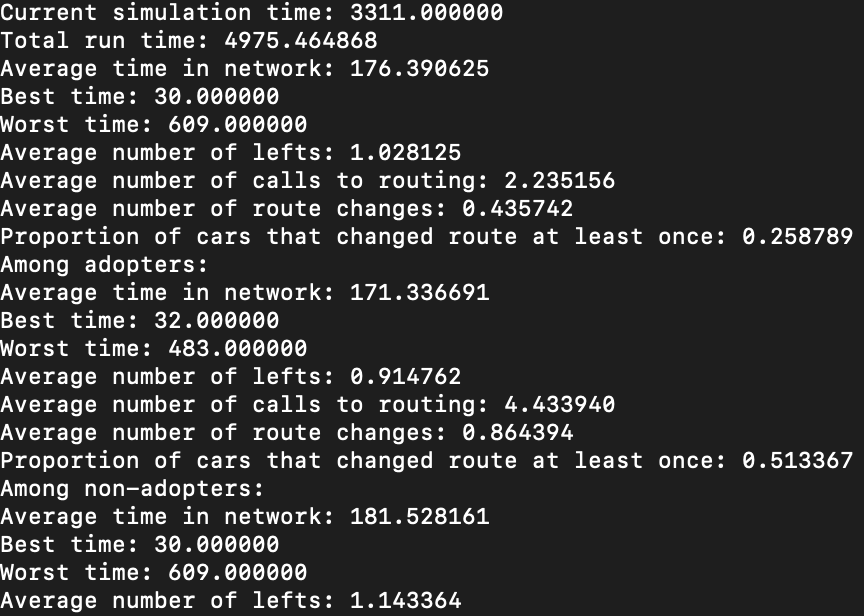 Current simulation time: 3311.000000
Total run time: 4975.464868
Average time in network: 176.390625
Best time: 30.000000
Worst time: 609.000000
Average number of lefts: 1.028125
Average number of calls to routing: 2.235156
Average number of route changes: 0.435742
Proportion of cars that changed route at least once: 0.258789
Among adopters:
Average time in network: 171.336691
Best time: 32.000000
Worst time: 483.000000
Average number of lefts: 0.914762
Average number of calls to routing: 4.433940
Average number of route changes: 0.864394
Proportion of cars that changed route at least once: 0.513367
Among non-adopters:
Average time in network: 181.528161
Best time: 30.000000
Worst time: 609.000000
Average number of lefts: 1.143364